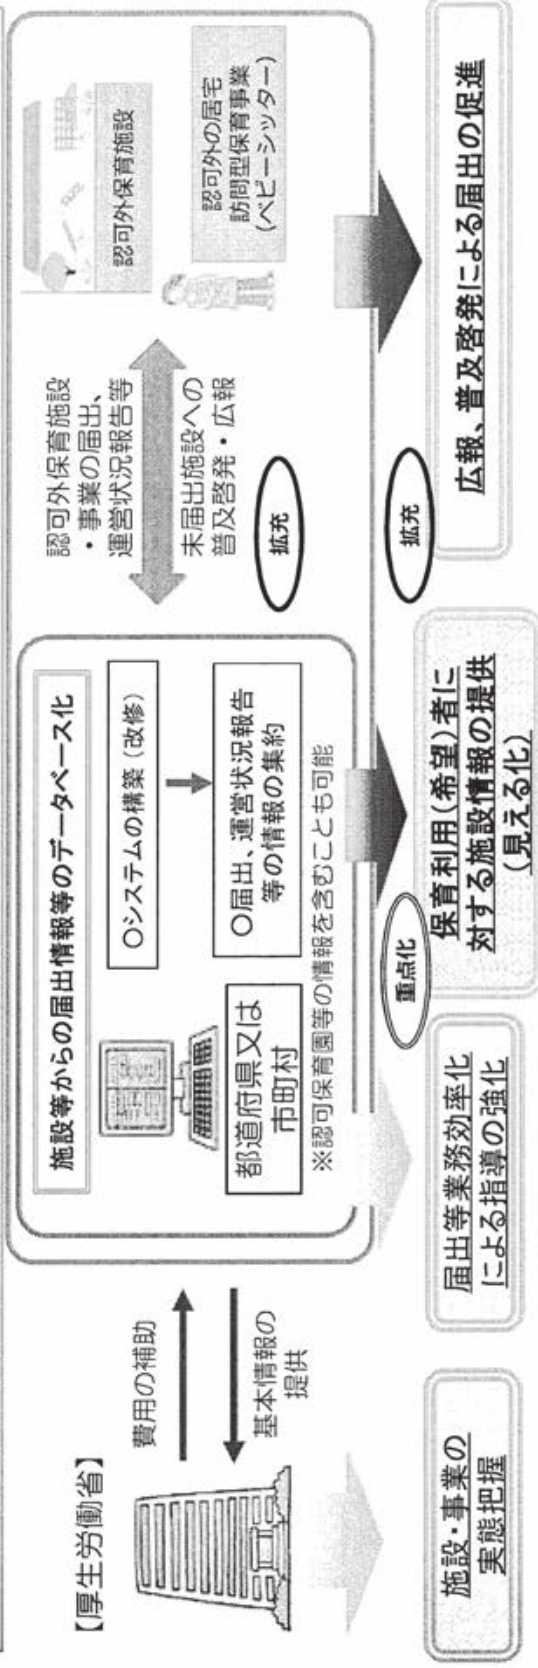 【厚生労働省】
費用の補助
基本情報の
提供
施設等からの届出情報等のデータベース化
都道府県又は
市町村
○システムの構築（改修）
○届出、運営状況報告
等の情報の集約
※認可保育園等の情報を含むことも可能
認可外保育施設
・事業の届出、
運営状況報告等
未届出施設への
普及啓発・広報
拡充
認可外保育施設
認可外の居宅
訪問型保育事業
(ベビーシッター)
施設・事業の
実態把握
届出等業務効率化
による指導の強化
重点化
保育利用(希望)者に
対する施設情報の提供
(見える化)
拡充
広報、普及啓発による届出の促進